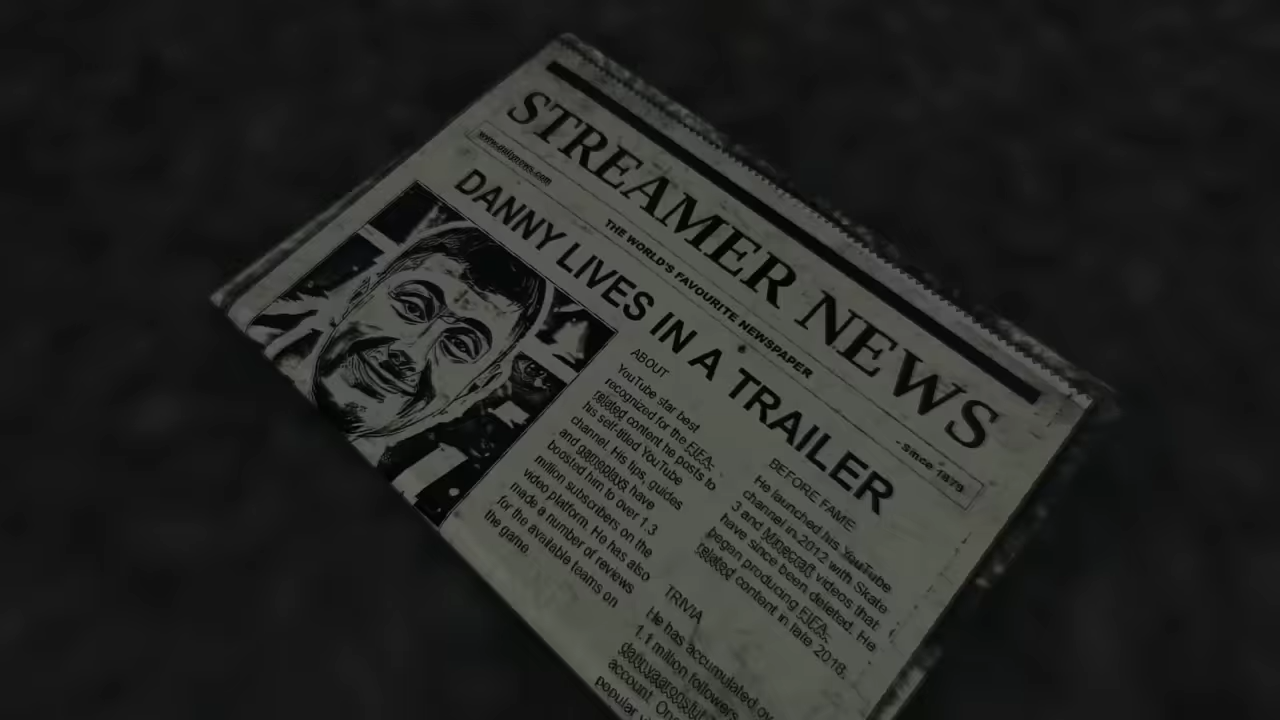 STREAMER NEWS
THE WORLD'S FAVOURITE NEWSPAPER
- since 1879
DANNY LIVES IN A TRAILER
ABOUT
YouTube star best
recognized for the FIFA-
related content he posts to
his self-titled YouTube
channel. His tips, guides
and gameplays have
boosted him to over 1.3
million subscribers on the
video platform. He has also
made a number of reviews
for the available teams on
the game.
BEFORE FAME
He launched his YouTube
channel in 2012 with Skate
3 and Minecraft videos that
have since been deleted. He
began producing FIFA-
related content in late 2018.
TRIVIA
He has accumulated
1.1 million followers
account.
popular